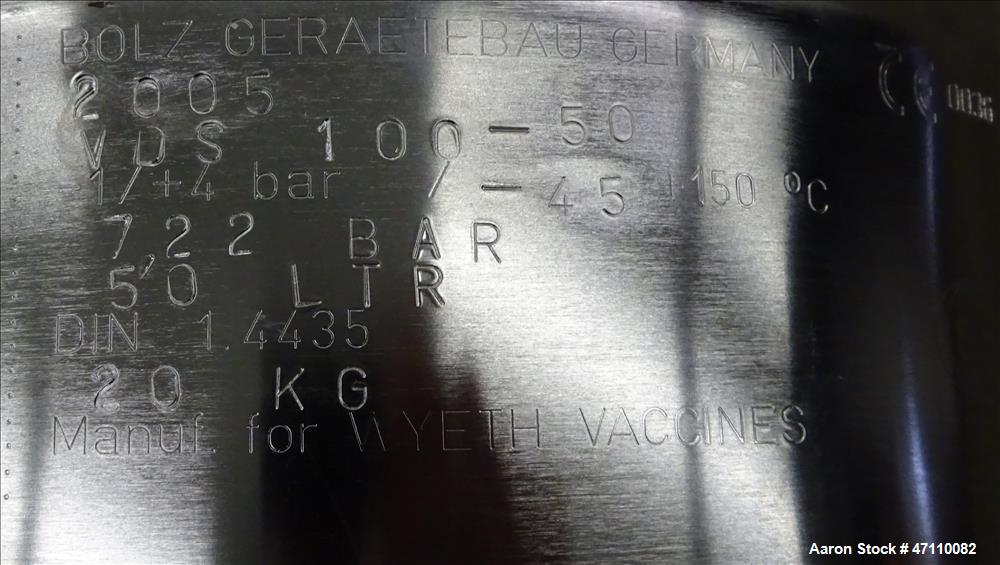 BOLZ GERAETEBAU GERMANY
CE 0036
2005
VDS 100-50
-1/+4 bar / -45 +150 °C
7,22 BAR
5,0 LTR
DIN 1.4435
20 KG
Manuf. for WYETH VACCINES
Aaron Stock # 47110082